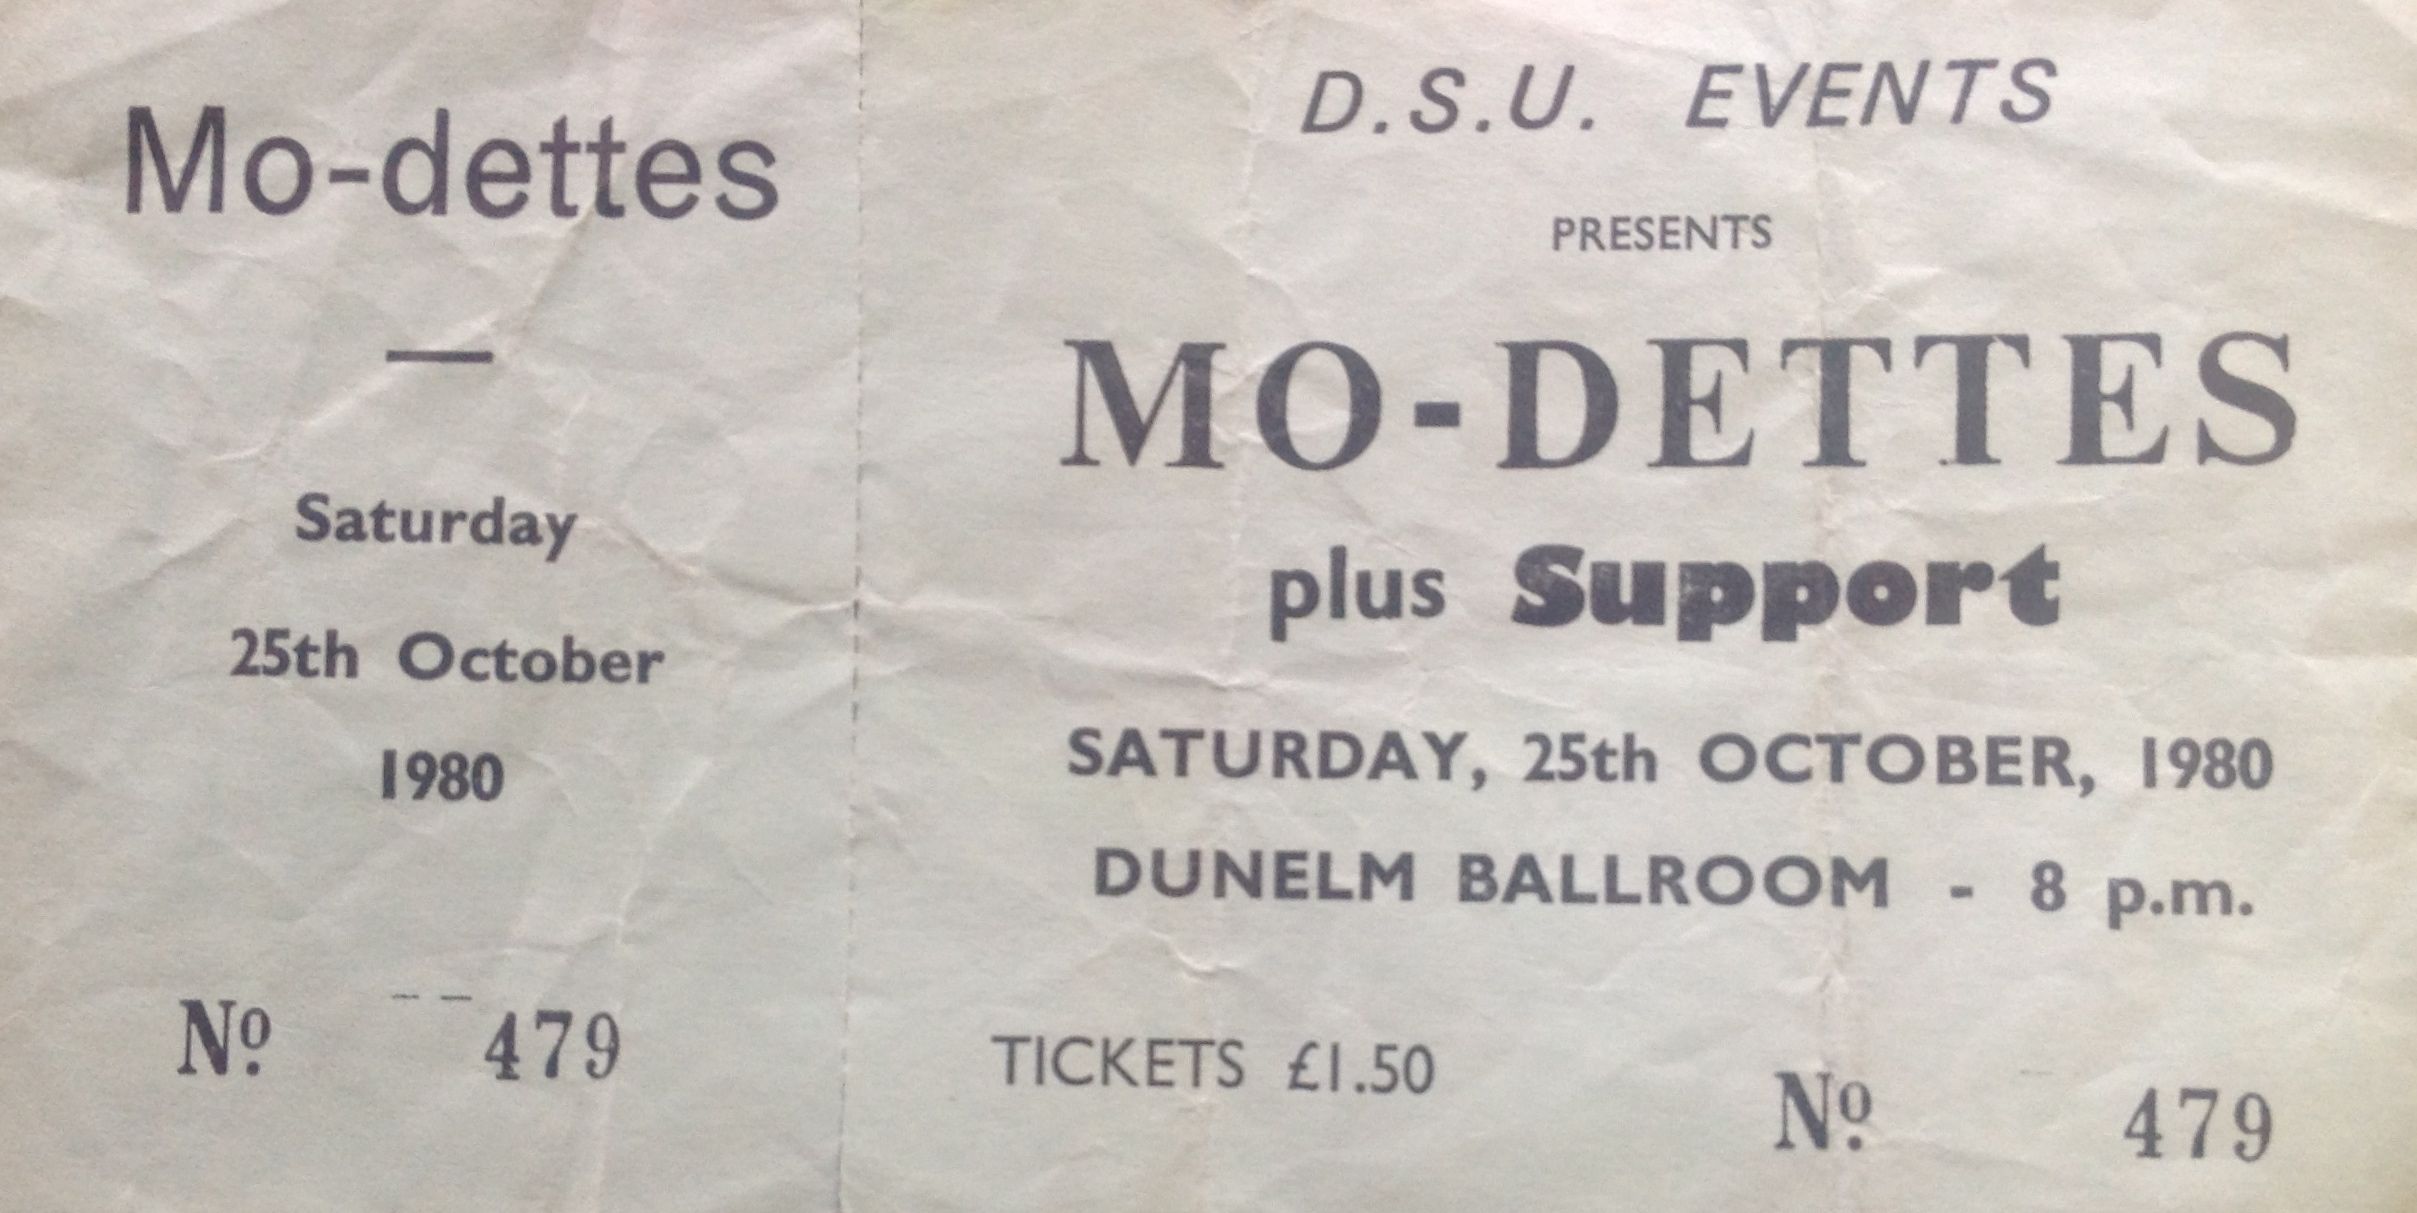 Mo-dettes
—
Saturday
25th October
1980
Nº 479
D.S.U. EVENTS
PRESENTS
MO-DETTES
plus Support
SATURDAY, 25th OCTOBER, 1980
DUNELM BALLROOM - 8 p.m.
TICKETS £1.50
Nº 479